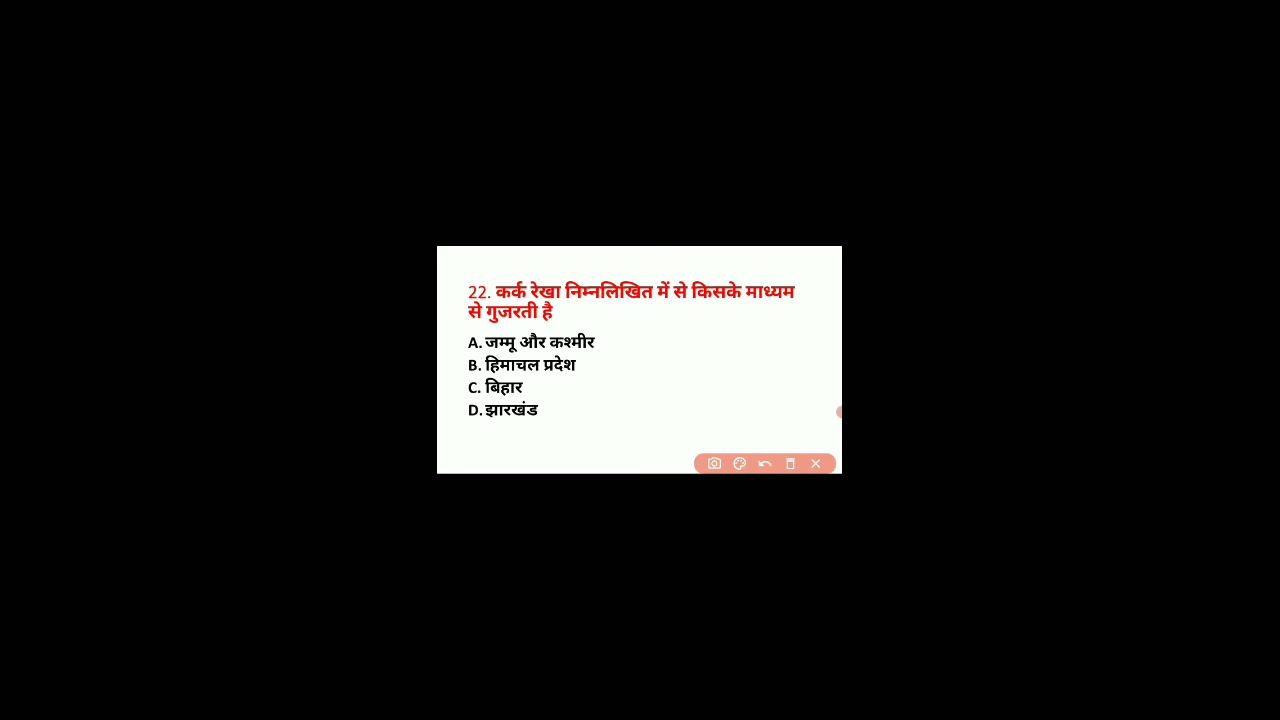 22. कर्क रेखा निम्नलिखित में से किसके माध्यम
से गुजरती है
A. जम्मू और कश्मीर
B. हिमाचल प्रदेश
C. बिहार
D. झारखंड